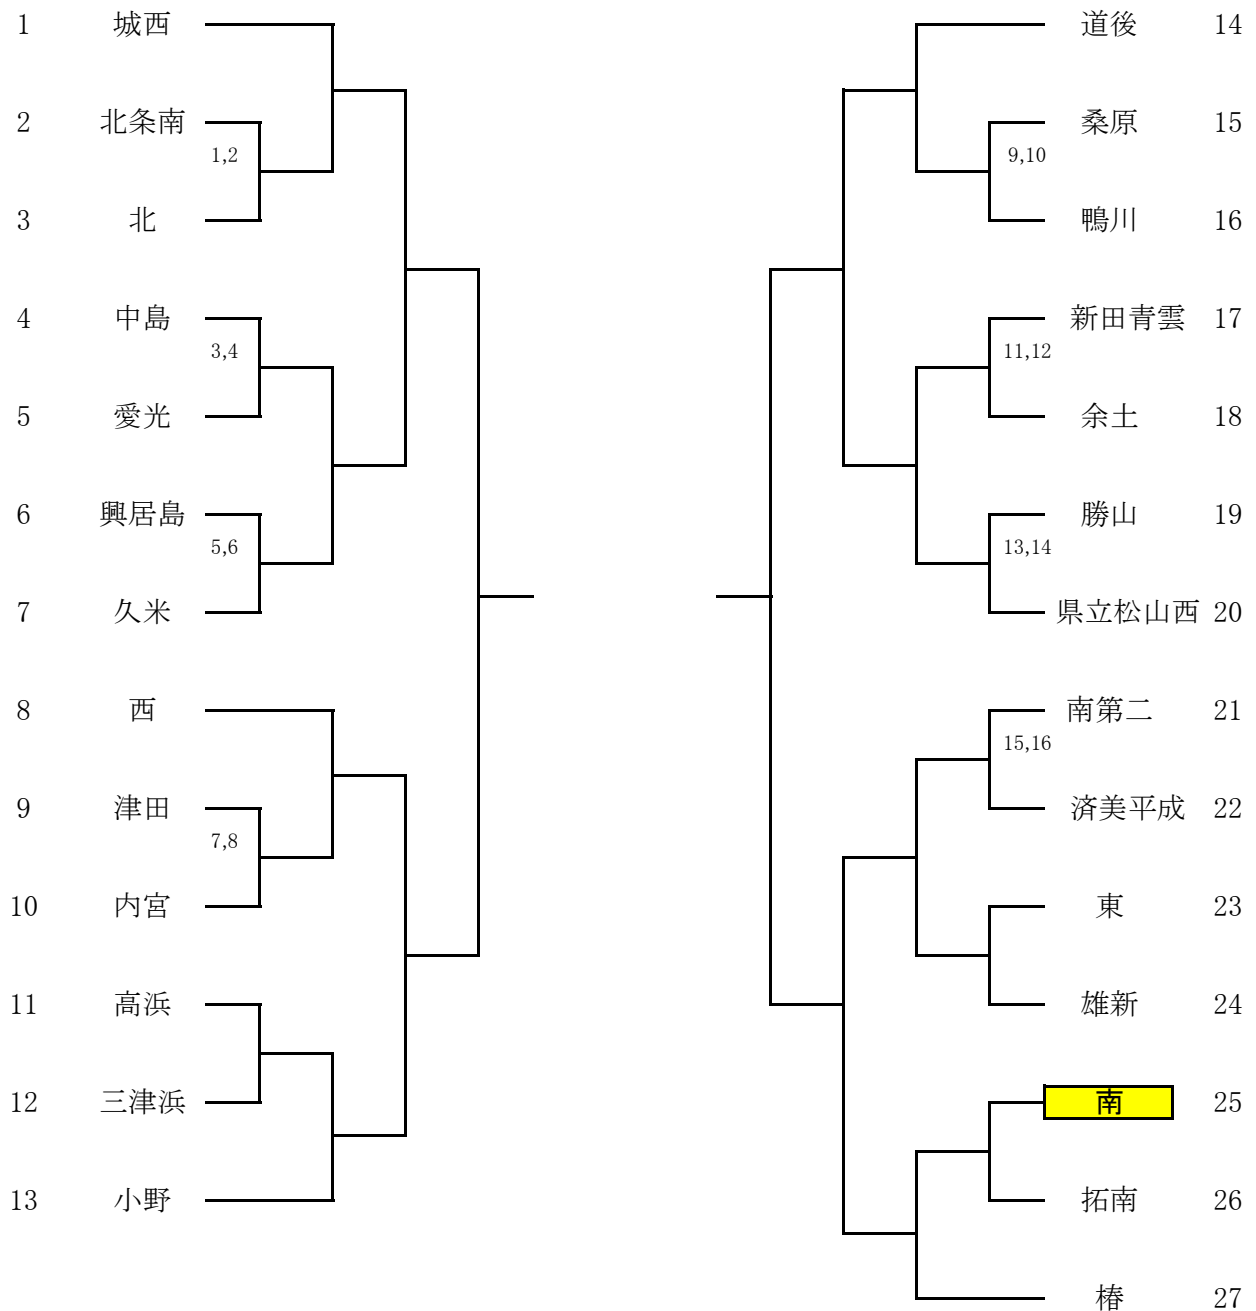 1 城西
2 北条南
1,2
3 北
4 中島
3,4
5 愛光
6 興居島
5,6
7 久米
8 西
9 津田
7,8
10 内宮
11 高浜
12 三津浜
13 小野
道後 14
桑原 15
9,10
鴨川 16
新田青雲 17
11,12
余土 18
勝山 19
13,14
県立松山西 20
南第二 21
15,16
済美平成 22
東 23
雄新 24
南 25
拓南 26
椿 27